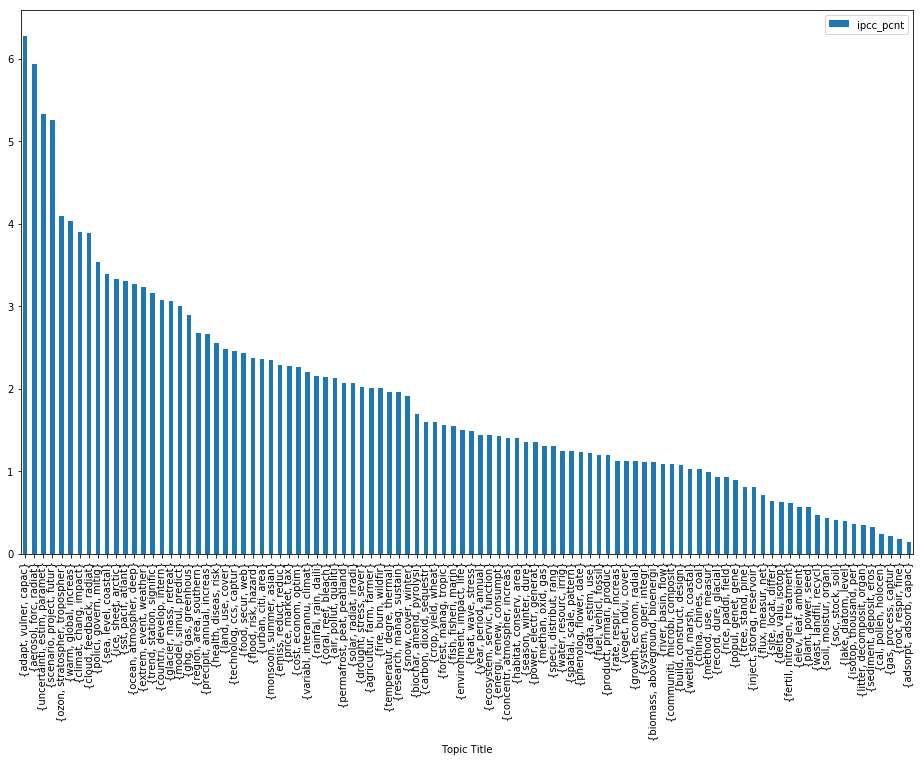 ipcc_pcnt
6
5
4
3
2
1
0
{adapt, vulner, capac}
{aerosol, forc, radiat}
{uncertainti, estim, paramet}
{scenario, project, futur}
{ozon, stratospher, tropospher}
{warm, global, increas}
{climat, chang, impact}
{cloud, feedback, radiat}
{polici, govern, mitig}
{sea, level, coastal}
{ice, sheet, arctic}
{sst, pacif, atlant}
{ocean, atmospher, deep}
{extrem, event, weather}
{trend, station, signific}
{countri, develop, intern}
{glacier, mass, retreat}
{model, simul, predict}
{ghg, gas, greenhous}
{region, area, southern}
{precipit, annual, increas}
{health, diseas, risk}
{land, use, cover}
{technolog, ccs, captur}
{food, secur, web}
{flood, risk, hazard}
{urban, citi, area}
{monsoon, summer, asian}
{emiss, reduct, reduc}
{price, market, tax}
{cost, econom, optim}
{variabl, interannu, climat}
{rainfal, rain, daili}
{coral, reef, bleach}
{air, pollut, qualiti}
{permafrost, peat, peatland}
{solar, radiat, irradi}
{drought, stress, sever}
{agricultur, farm, farmer}
{fire, burn, wildfir}
{temperatur, degre, thermal}
{research, manag, sustain}
{snow, cover, winter}
{biochar, amend, pyrolysi}
{carbon, dioxid, sequestr}
{crop, yield, wheat}
{forest, manag, tropic}
{fish, fisheri, marin}
{environment, impact, life}
{heat, wave, stress}
{year, period, annual}
{ecosystem, servic, function}
{energi, renew, consumpt}
{concentr, atmospher, increas}
{habitat, conserv, area}
{season, winter, dure}
{power, electr, generat}
{methan, oxid, gas}
{speci, distribut, rang}
{water, resourc, irrig}
{spatial, scale, pattern}
{phenolog, flower, date}
{data, estim, use}
{fuel, vehicl, fossil}
{product, primari, produc}
{rate, respir, increas}
{veget, ndvi, cover}
{growth, econom, radial}
{system, design, integr}
{biomass, aboveground, bioenergi}
{river, basin, flow}
{communiti, microbi, composit}
{build, construct, design}
{wetland, marsh, coastal}
{china, chines, coal}
{method, use, measur}
{record, dure, glacial}
{rice, paddi, field}
{popul, genet, gene}
{tree, stand, pine}
{inject, storag, reservoir}
{flux, measur, net}
{site, differ}
{delta, valu, isotop}
{fertil, nitrogen, treatment}
{elev, leaf, ambient}
{plant, power, seed}
{wast, landfil, recycl}
{soil, moistur, organ}
{soc, stock, soil}
{lake, diatom, level}
{isotop, thousand, per}
{litter, decomposit, organ}
{sediment, deposit, eros}
{cal, pollen, holocen}
{gas, process, captur}
{root, respir, fine}
{adsorpt, adsorb, capac}
Topic Title